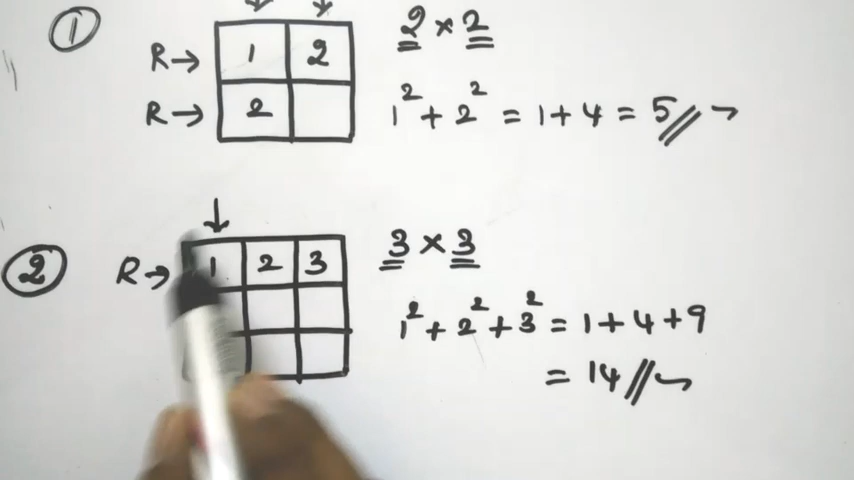 ① R→ 1 2 2 × 2
R→ 2 1² + 2² = 1 + 4 = 5
② R→ 1 2 3 3 × 3
1² + 2² + 3² = 1 + 4 + 9
= 14